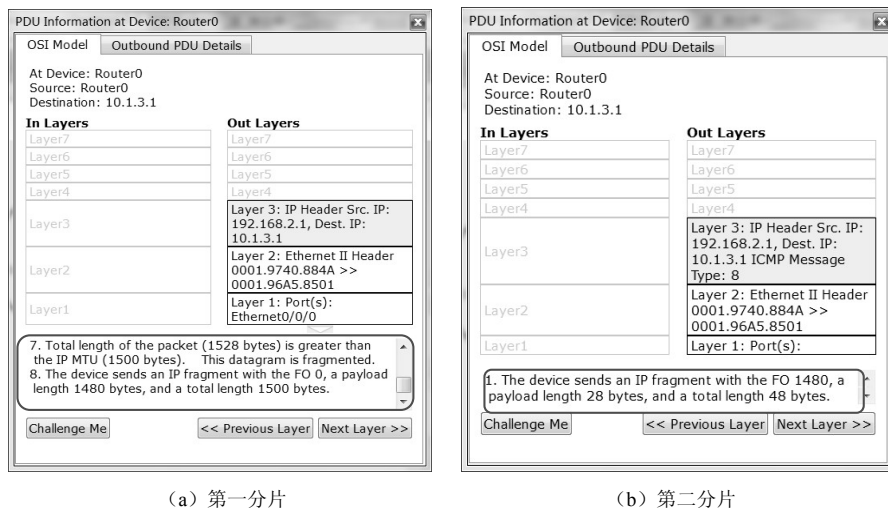 PDU Information at Device: Router0
OSI Model
Outbound PDU Details
At Device: Router0
Source: Router0
Destination: 10.1.3.1
In Layers
Out Layers
Layer7
Layer7
Layer6
Layer6
Layer5
Layer5
Layer4
Layer4
Layer3
Layer 3: IP Header Src. IP:
192.168.2.1, Dest. IP:
10.1.3.1
Layer2
Layer 2: Ethernet II Header
0001.9740.884A >>
0001.96A5.8501
Layer1
Layer 1: Port(s):
Ethernet0/0/0
7. Total length of the packet (1528 bytes) is greater than
the IP MTU (1500 bytes). This datagram is fragmented.
8. The device sends an IP fragment with the FO 0, a payload
length 1480 bytes, and a total length 1500 bytes.
Challenge Me
<< Previous Layer
Next Layer >>
(a) 第一分片
PDU Information at Device: Router0
OSI Model
Outbound PDU Details
At Device: Router0
Source: Router0
Destination: 10.1.3.1
In Layers
Out Layers
Layer7
Layer7
Layer6
Layer6
Layer5
Layer5
Layer4
Layer4
Layer3
Layer 3: IP Header Src. IP:
192.168.2.1, Dest. IP:
10.1.3.1 ICMP Message
Type: 8
Layer2
Layer 2: Ethernet II Header
0001.9740.884A >>
0001.96A5.8501
Layer1
Layer 1: Port(s):
1. The device sends an IP fragment with the FO 1480, a
payload length 28 bytes, and a total length 48 bytes.
Challenge Me
<< Previous Layer
Next Layer >>
(b) 第二分片